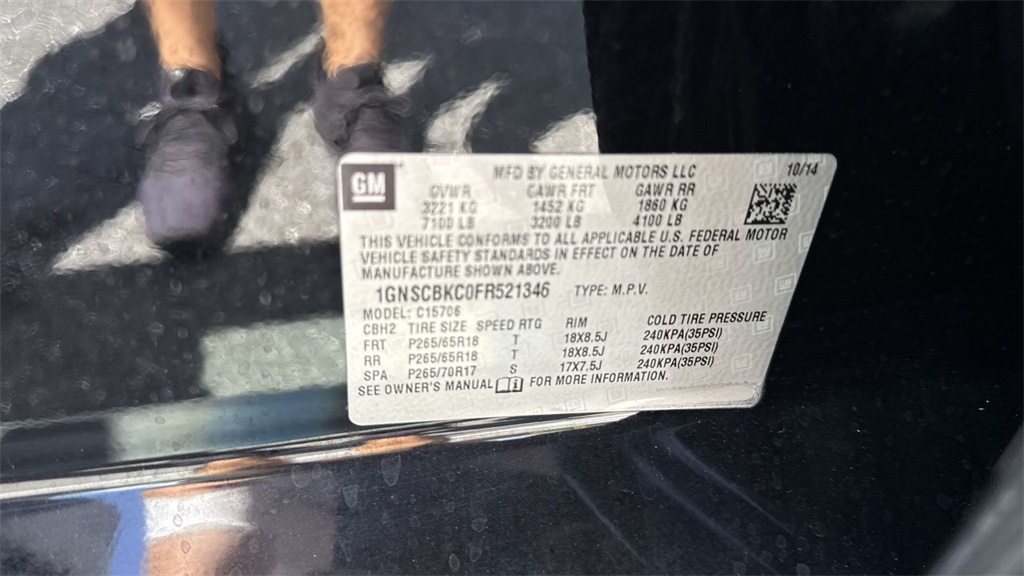 GM
MFD BY GENERAL MOTORS LLC 10/14
GVWR GAWR FRT GAWR RR
3221 KG 1452 KG 1860 KG
7100 LB 3200 LB 4100 LB
THIS VEHICLE CONFORMS TO ALL APPLICABLE U.S. FEDERAL MOTOR
VEHICLE SAFETY STANDARDS IN EFFECT ON THE DATE OF
MANUFACTURE SHOWN ABOVE.
1GNSCBKC0FR521346 TYPE: M.P.V.
MODEL: C15706
CBH2 TIRE SIZE SPEED RTG RIM COLD TIRE PRESSURE
FRT P265/65R18 T 18X8.5J 240KPA(35PSI)
RR P265/65R18 T 18X8.5J 240KPA(35PSI)
SPA P265/70R17 S 17X7.5J 240KPA(35PSI)
SEE OWNER'S MANUAL FOR MORE INFORMATION.